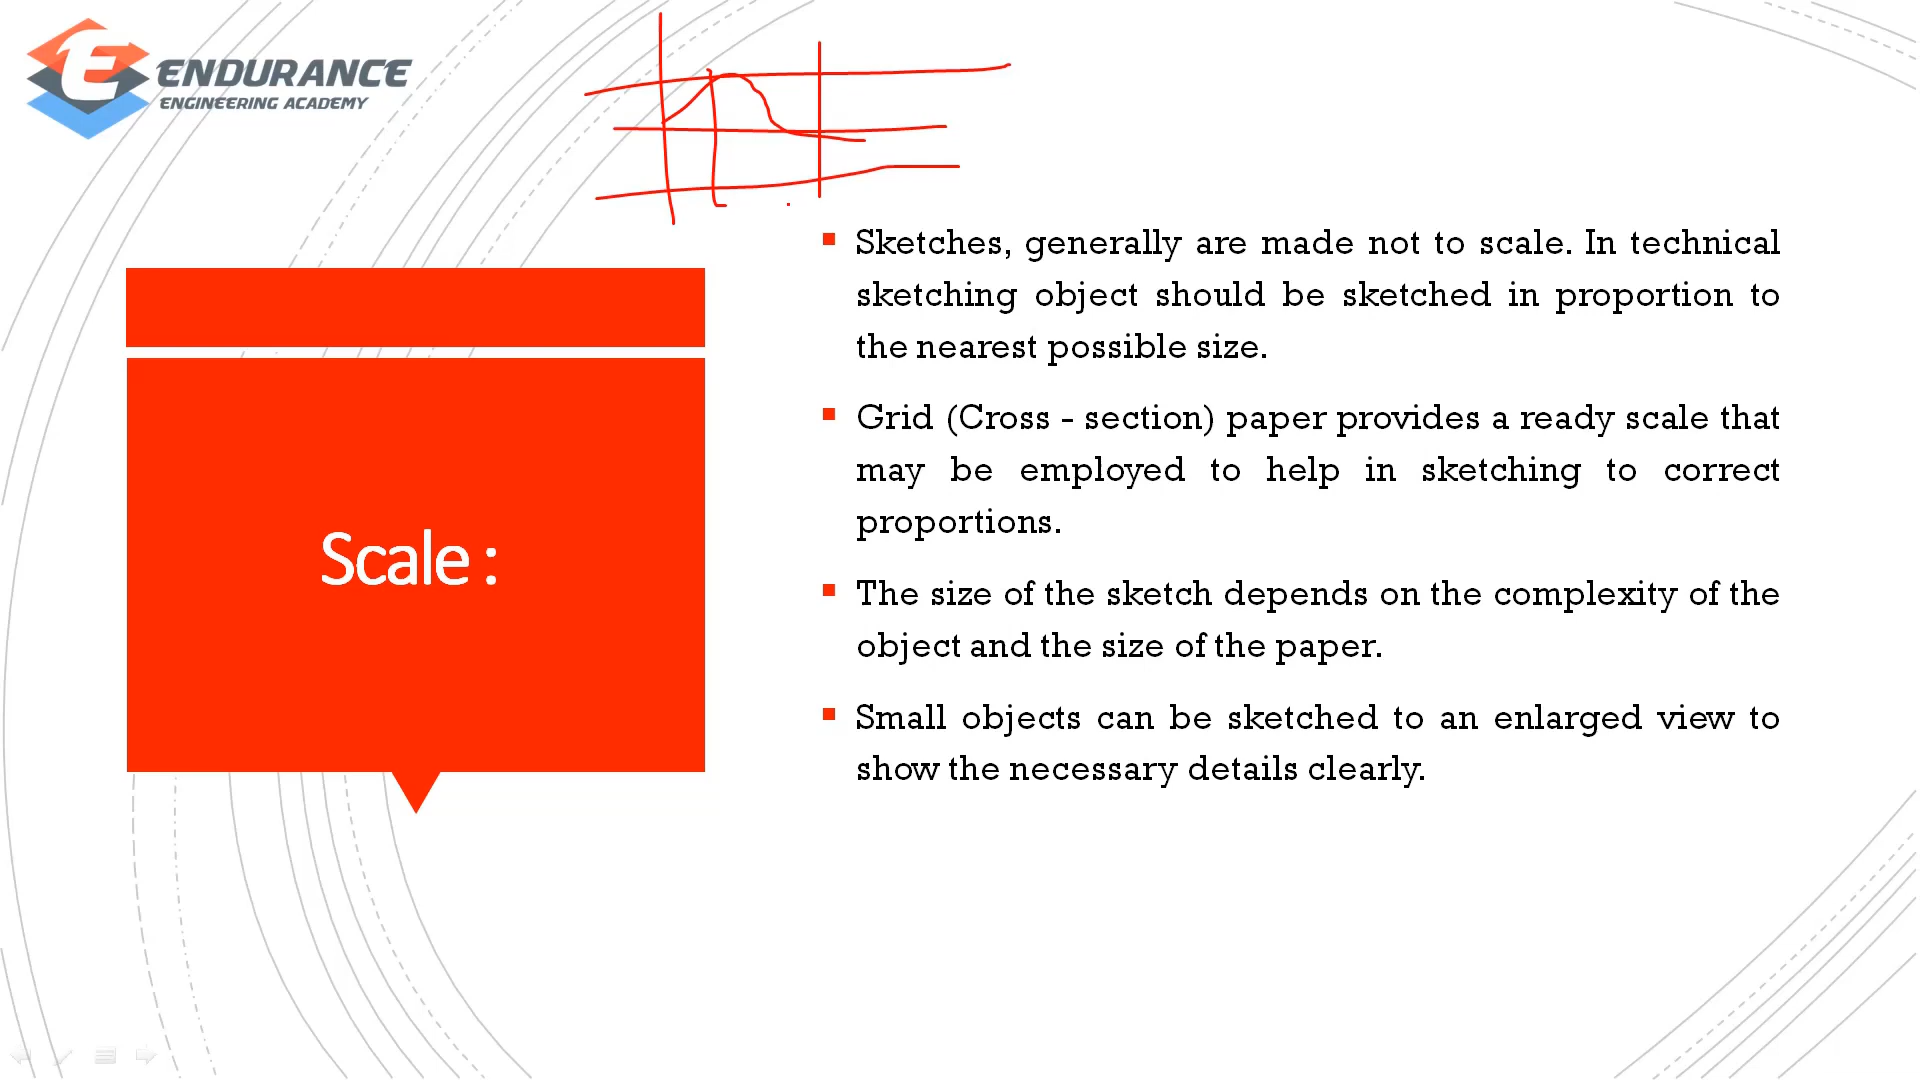 ENDURANCE
ENGINEERING ACADEMY
Scale :
Sketches, generally are made not to scale. In technical
sketching object should be sketched in proportion to
the nearest possible size.
Grid (Cross - section) paper provides a ready scale that
may be employed to help in sketching to correct
proportions.
The size of the sketch depends on the complexity of the
object and the size of the paper.
Small objects can be sketched to an enlarged view to
show the necessary details clearly.